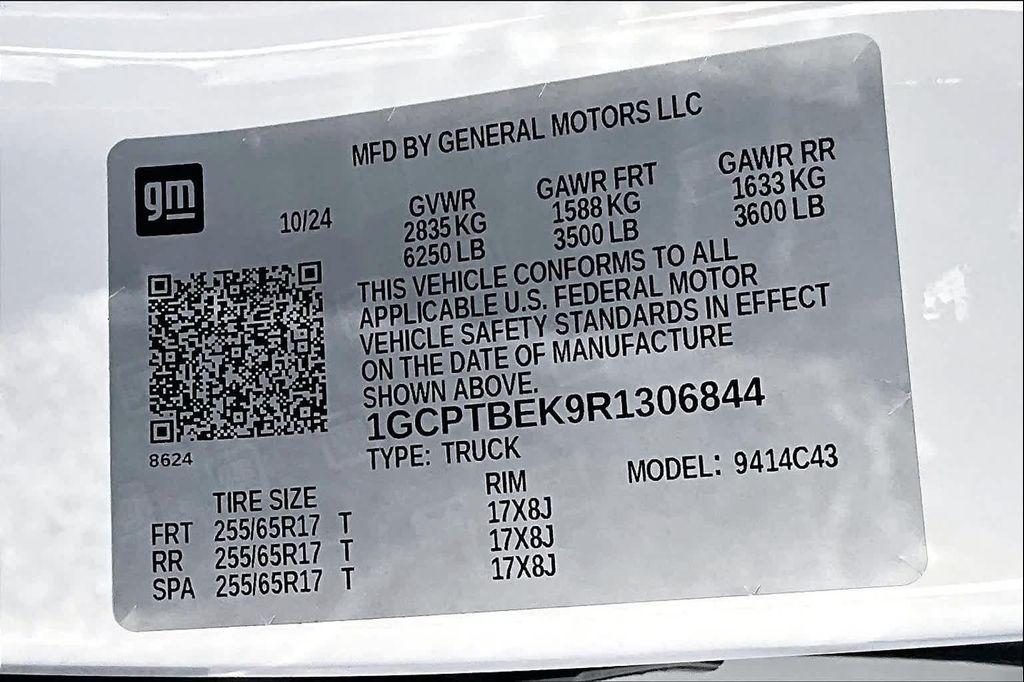 MFD BY GENERAL MOTORS LLC
gm
10/24
GVWR GAWR FRT GAWR RR
2835 KG 1588 KG 1633 KG
6250 LB 3500 LB 3600 LB
THIS VEHICLE CONFORMS TO ALL
APPLICABLE U.S. FEDERAL MOTOR
VEHICLE SAFETY STANDARDS IN EFFECT
ON THE DATE OF MANUFACTURE
SHOWN ABOVE.
1GCPTBEK9R1306844
8624
TYPE: TRUCK MODEL: 9414C43
TIRE SIZE RIM
FRT 255/65R17 T 17X8J
RR 255/65R17 T 17X8J
SPA 255/65R17 T 17X8J